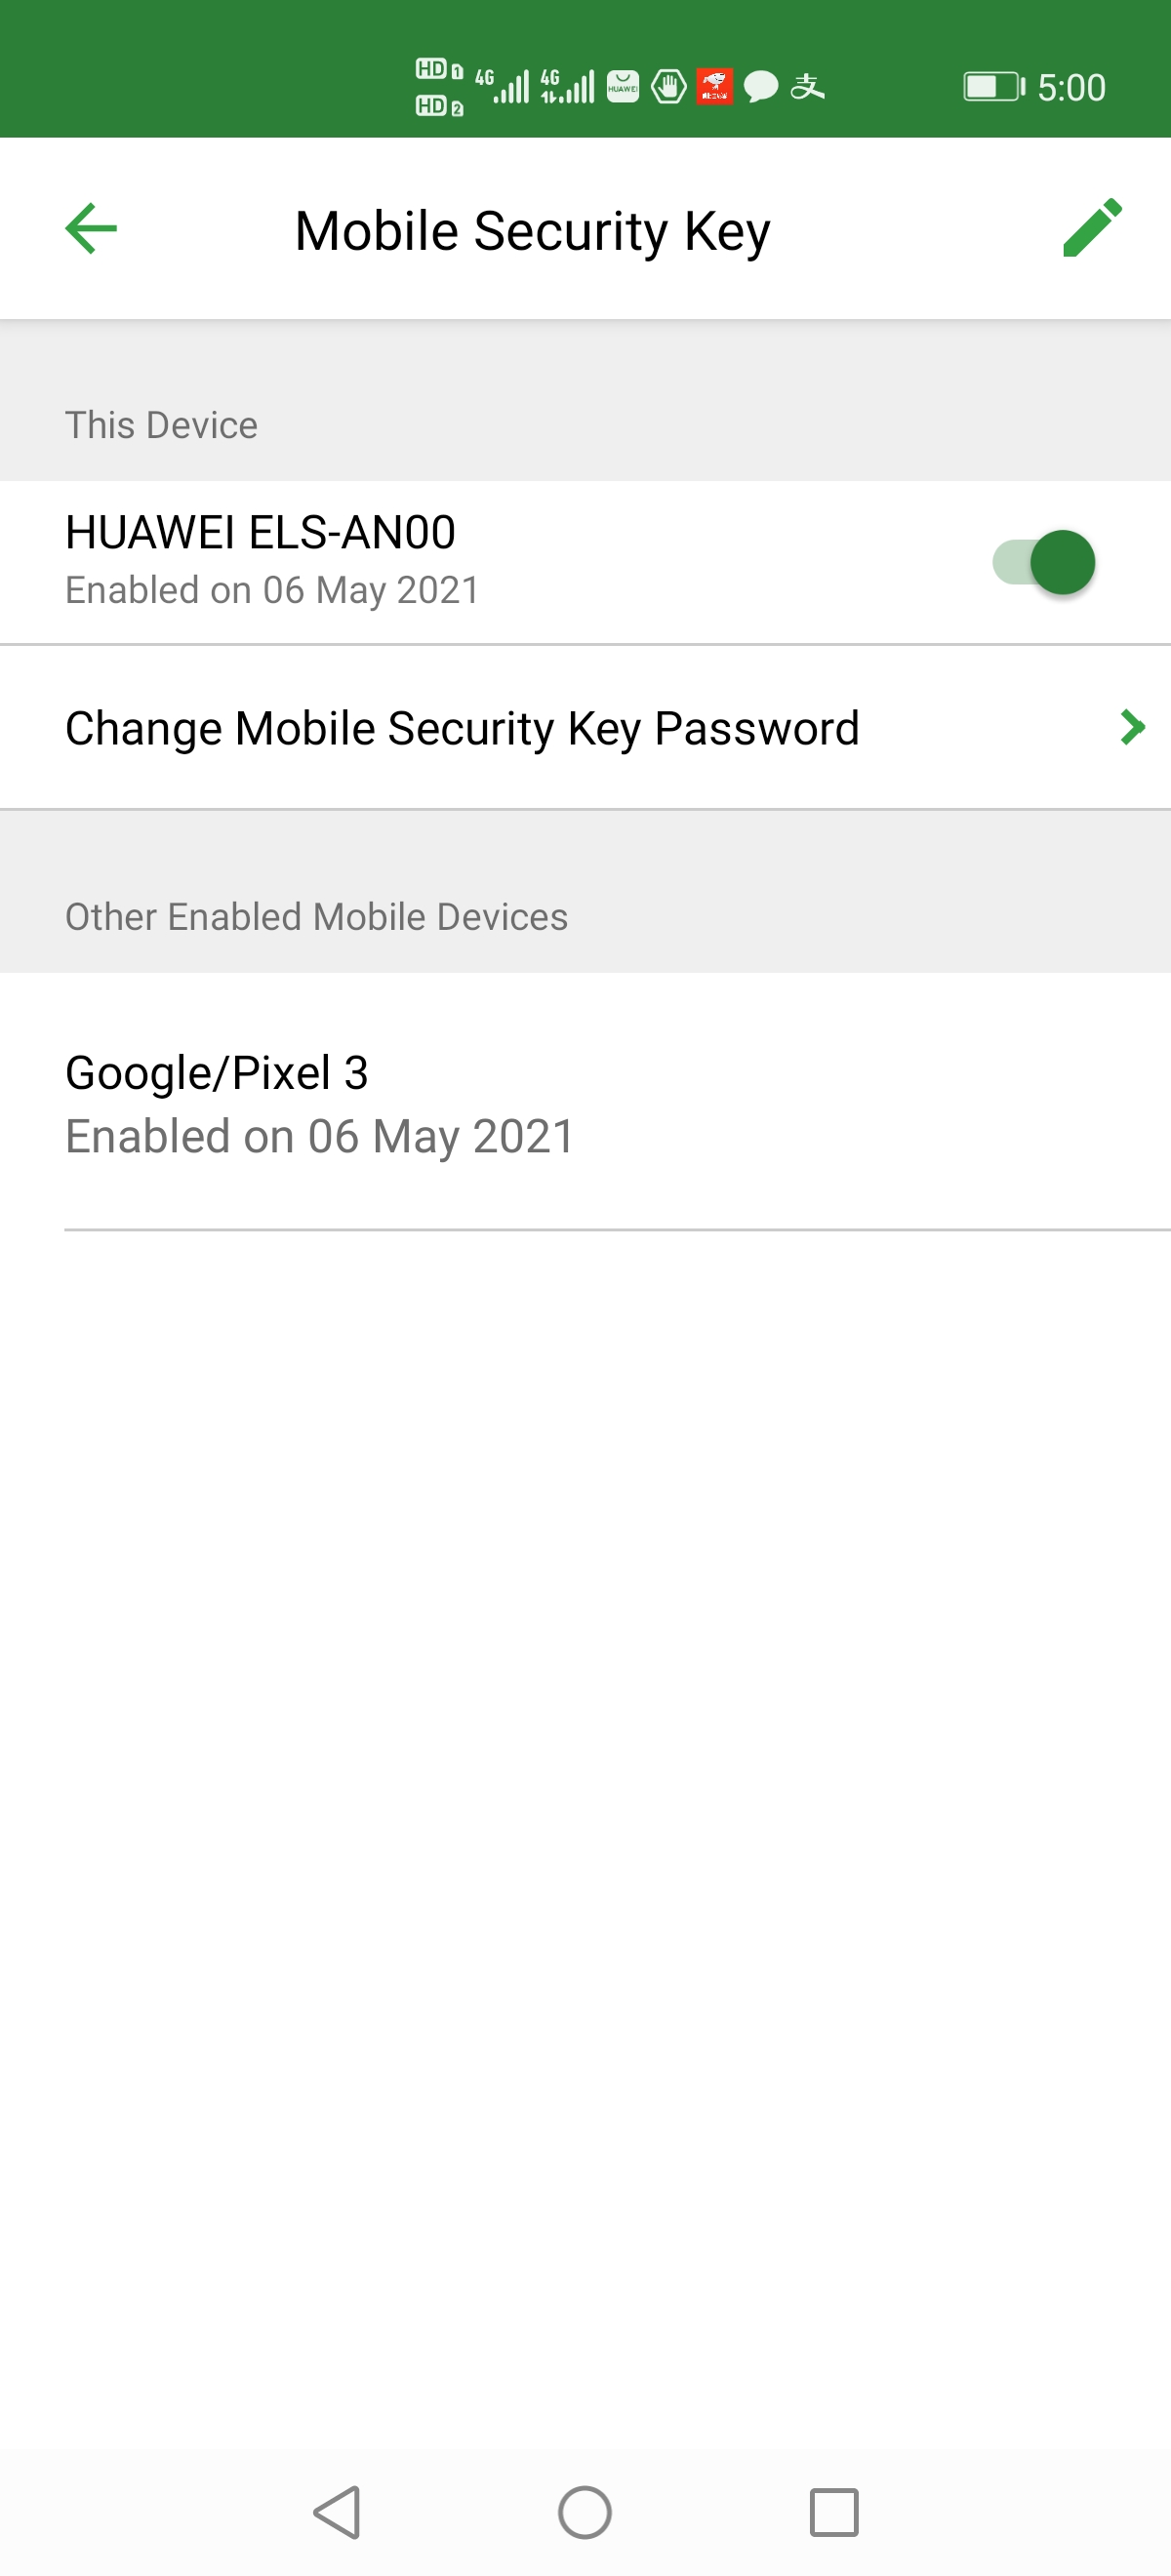 HD 1
HD 2
4G
4G
HUAWEI
支
5:00
Mobile Security Key
This Device
HUAWEI ELS-AN00
Enabled on 06 May 2021
Change Mobile Security Key Password
Other Enabled Mobile Devices
Google/Pixel 3
Enabled on 06 May 2021